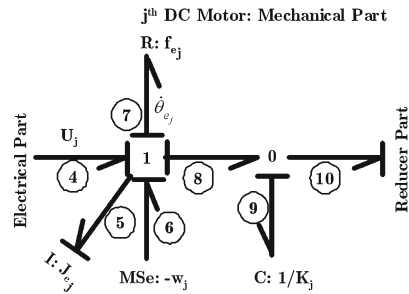 jth DC Motor: Mechanical Part
R: fej
θ̇ej
7
Electrical Part
Uj
4
1
8
0
10
Reducer Part
5
6
9
I: Jej
MSe: -wj
C: 1/Kj